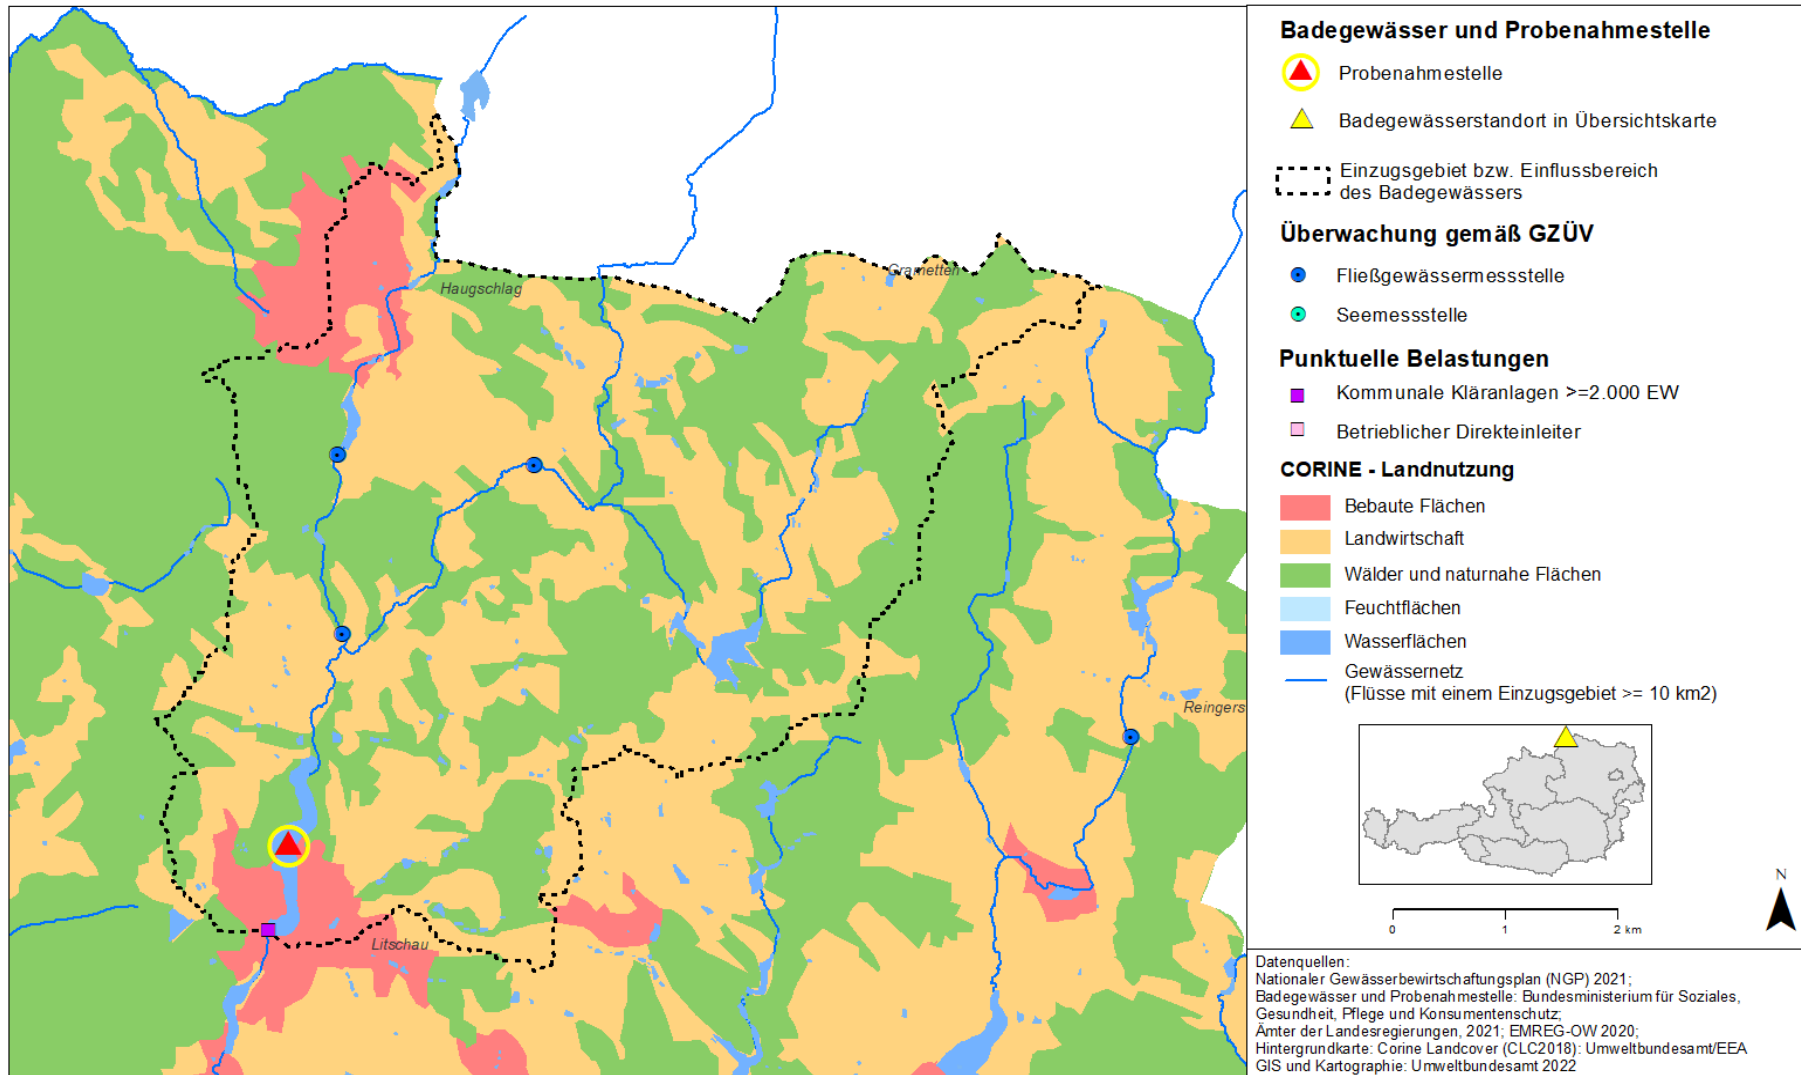 Haugschlag
Grametten
Reingers
Litschau
Badegewässer und Probenahmestelle
Probenahmestelle
Badegewässerstandort in Übersichtskarte
Einzugsgebiet bzw. Einflussbereich
des Badegewässers
Überwachung gemäß GZÜV
Fließgewässermessstelle
Seemessstelle
Punktuelle Belastungen
Kommunale Kläranlagen >=2.000 EW
Betrieblicher Direkteinleiter
CORINE - Landnutzung
Bebaute Flächen
Landwirtschaft
Wälder und naturnahe Flächen
Feuchtflächen
Wasserflächen
Gewässernetz
(Flüsse mit einem Einzugsgebiet >= 10 km2)
N
0 1 2 km
Datenquellen:
Nationaler Gewässerbewirtschaftungsplan (NGP) 2021;
Badegewässer und Probenahmestelle: Bundesministerium für Soziales,
Gesundheit, Pflege und Konsumentenschutz;
Ämter der Landesregierungen, 2021; EMREG-OW 2020;
Hintergrundkarte: Corine Landcover (CLC2018): Umweltbundesamt/EEA
GIS und Kartographie: Umweltbundesamt 2022